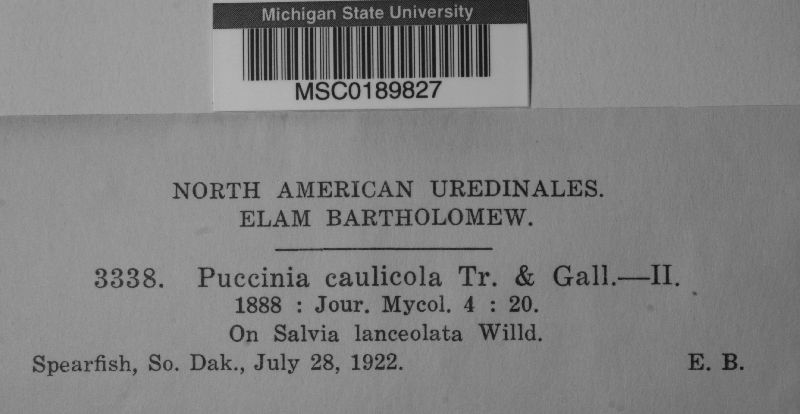 Michigan State University
MSC0189827
NORTH AMERICAN UREDINALES.
ELAM BARTHOLOMEW.
3338. Puccinia caulicola Tr. & Gall.—II.
1888 : Jour. Mycol. 4 : 20.
On Salvia lanceolata Willd.
Spearfish, So. Dak., July 28, 1922. E. B.